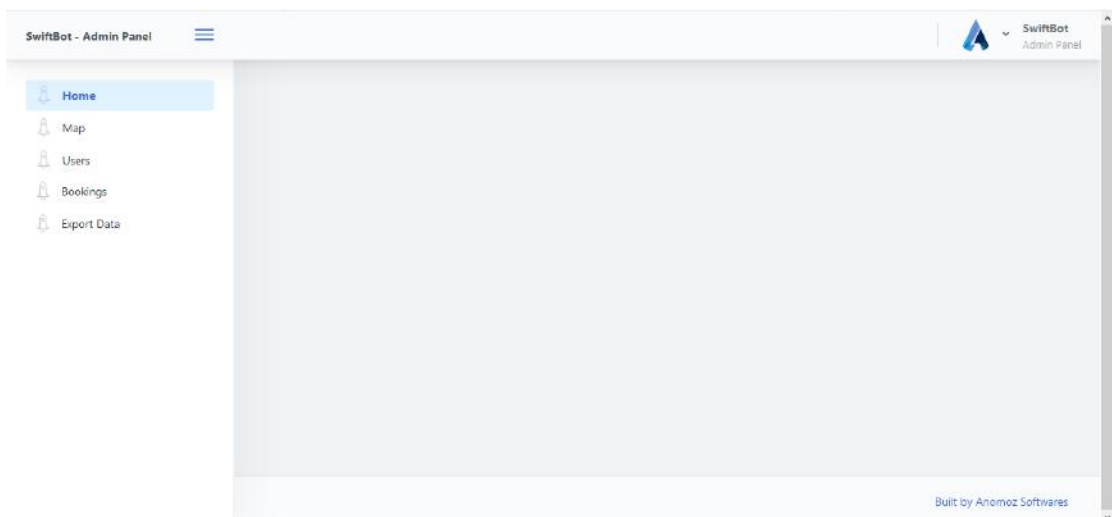 SwiftBot - Admin Panel
SwiftBot
Admin Panel
Home
Map
Users
Bookings
Export Data
Built by Anomoz Softwares